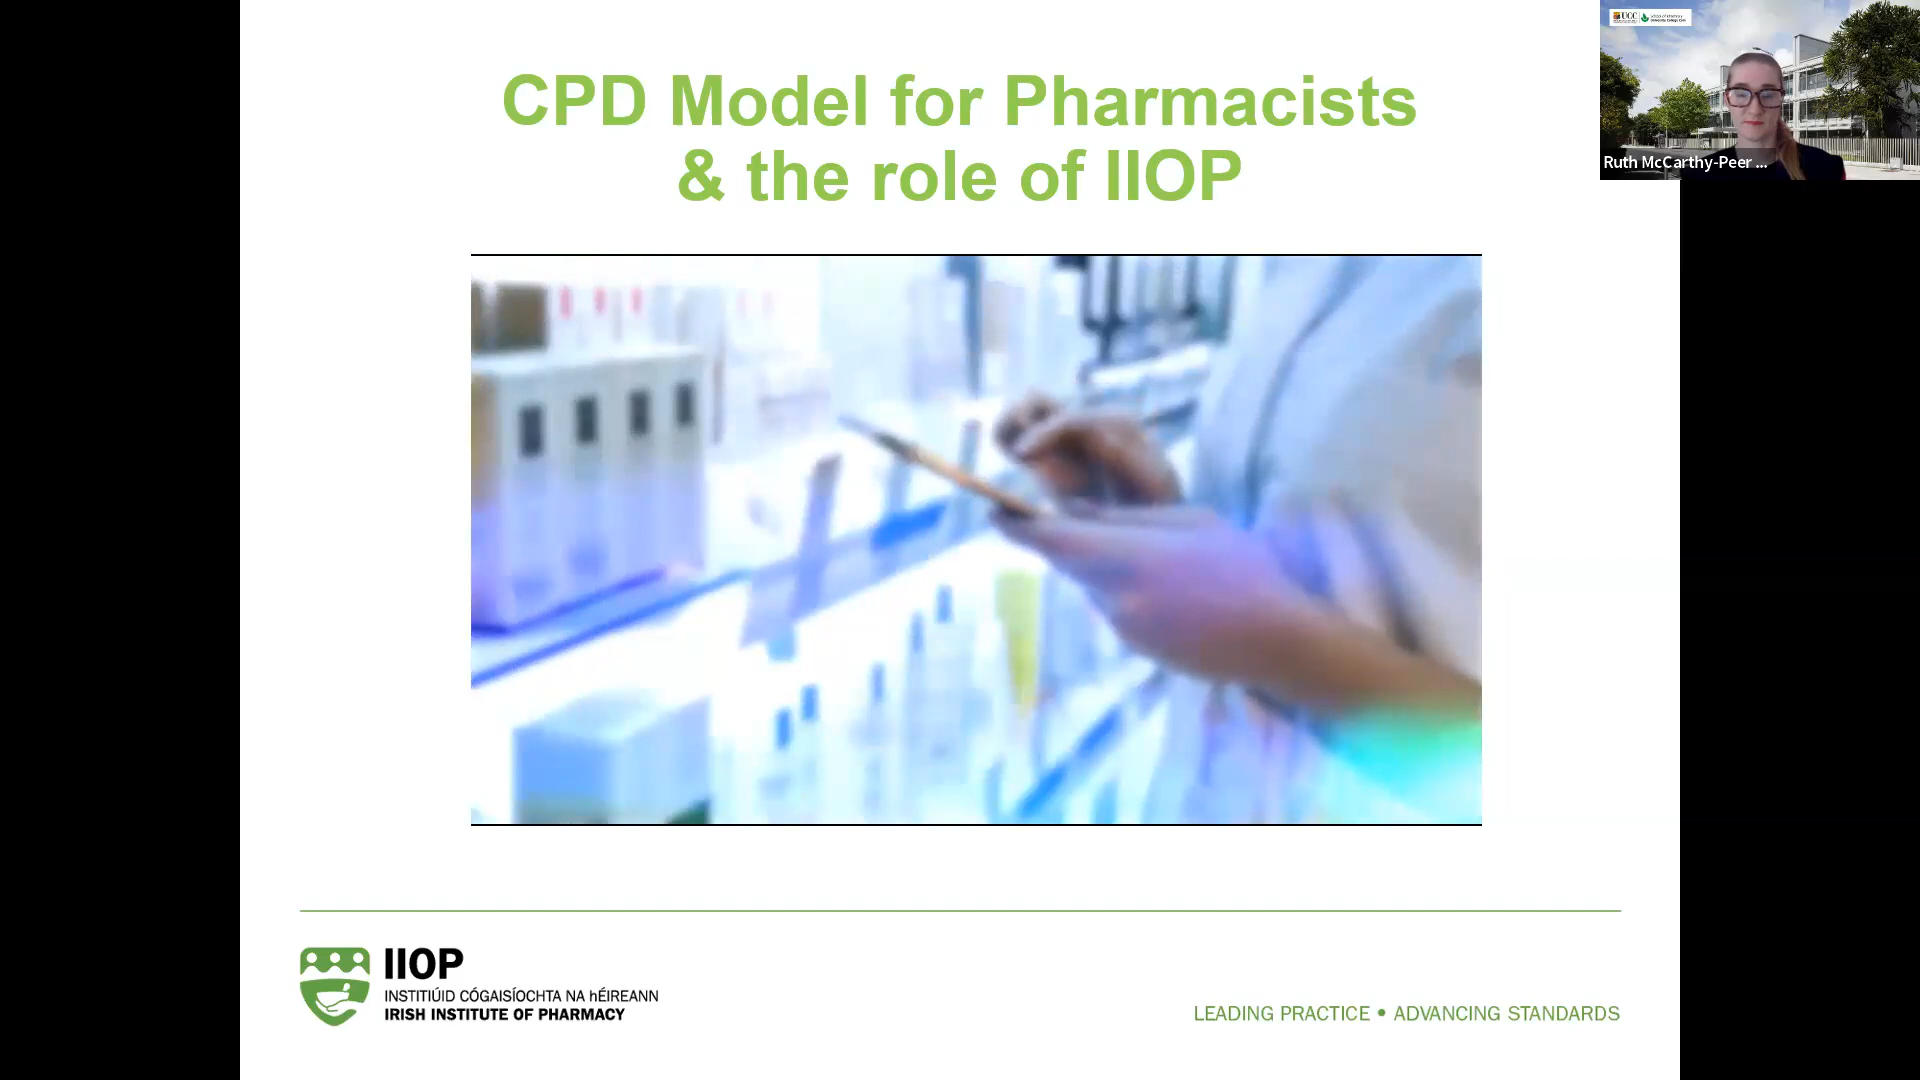 CPD Model for Pharmacists
& the role of IIOP
UCC
Ruth McCarthy-Peer ...
IIOP
INSTITIÚID CÓGAISÍOCHTA NA hÉIREANN
IRISH INSTITUTE OF PHARMACY
LEADING PRACTICE • ADVANCING STANDARDS